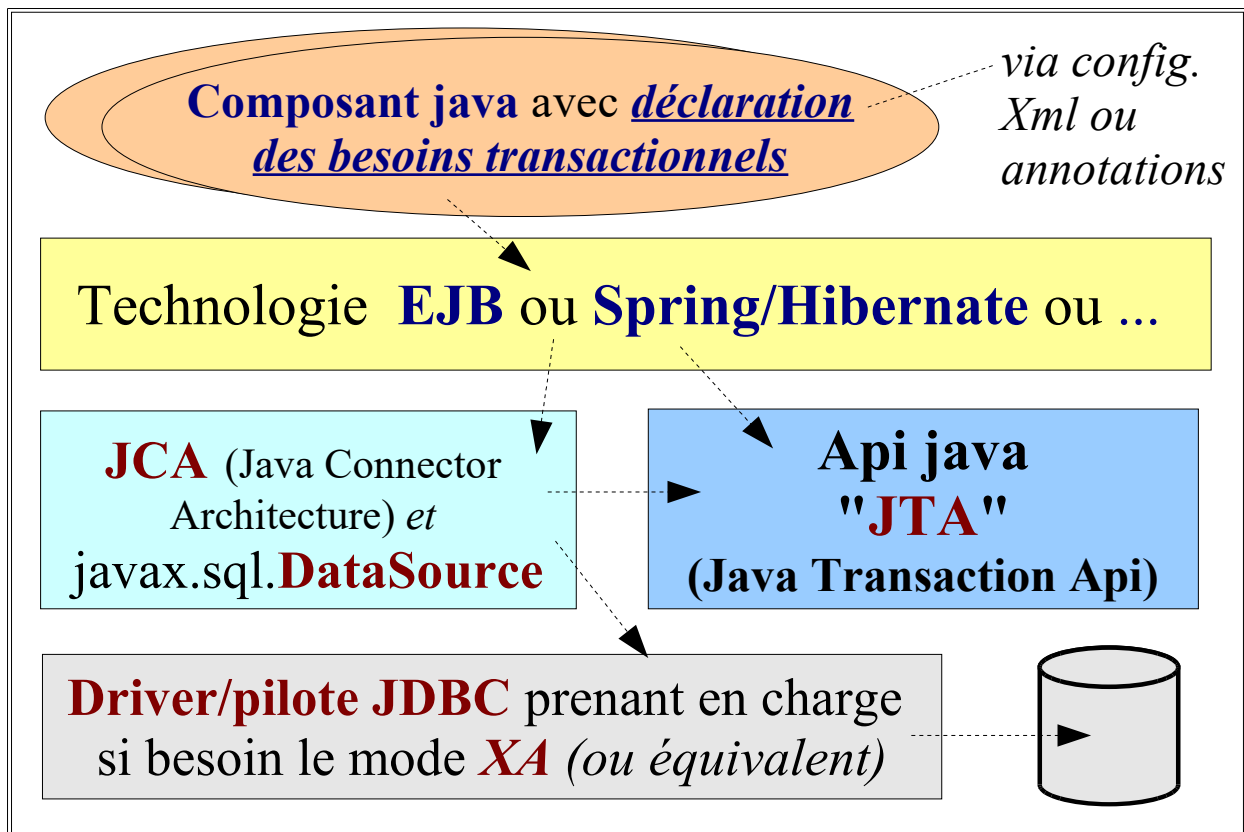 Composant java avec déclaration
des besoins transactionnels
via config.
Xml ou
annotations
Technologie EJB ou Spring/Hibernate ou ...
JCA (Java Connector
Architecture) et
javax.sql.DataSource
Api java
"JTA"
(Java Transaction Api)
Driver/pilote JDBC prenant en charge
si besoin le mode XA (ou équivalent)